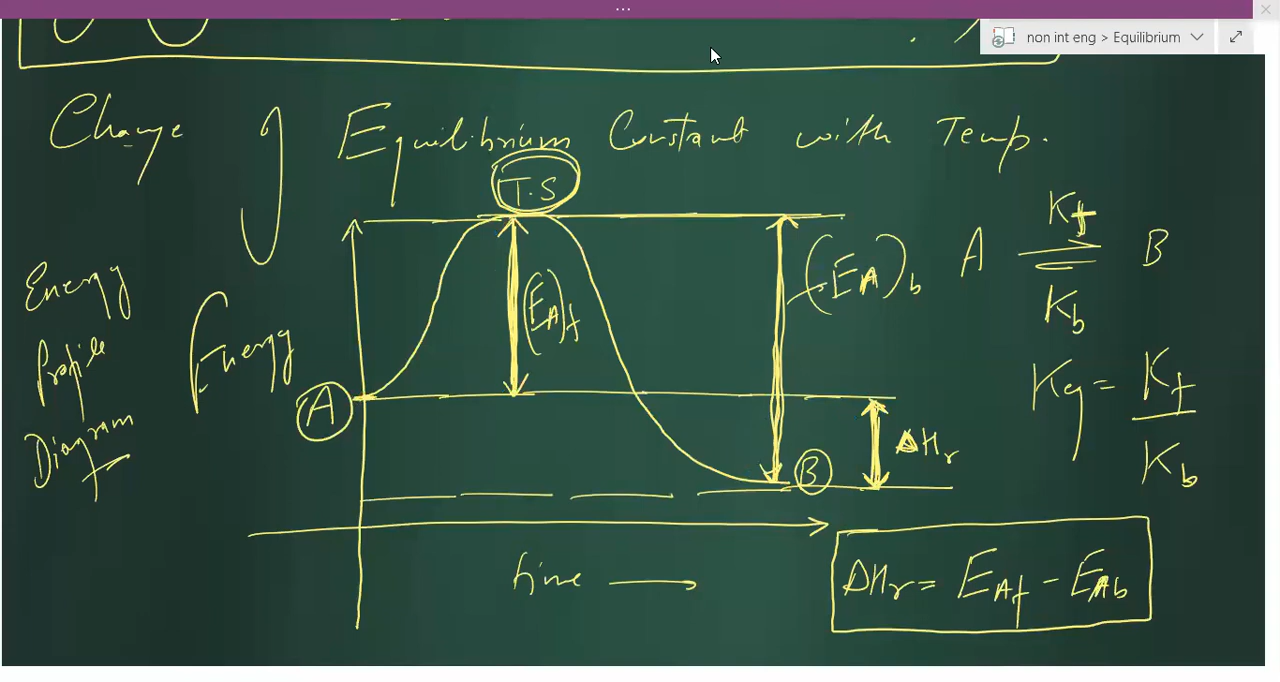 ...
non int eng > Equilibrium
Change of Equilibrium Constant with Temp.
T.S
Energy
Profile
Diagram
Energy
(EA)f
(EA)b
A Kf Kb B
Keq = Kf / Kb
A
B
ΔHr
time
ΔHr = EAf - EAb